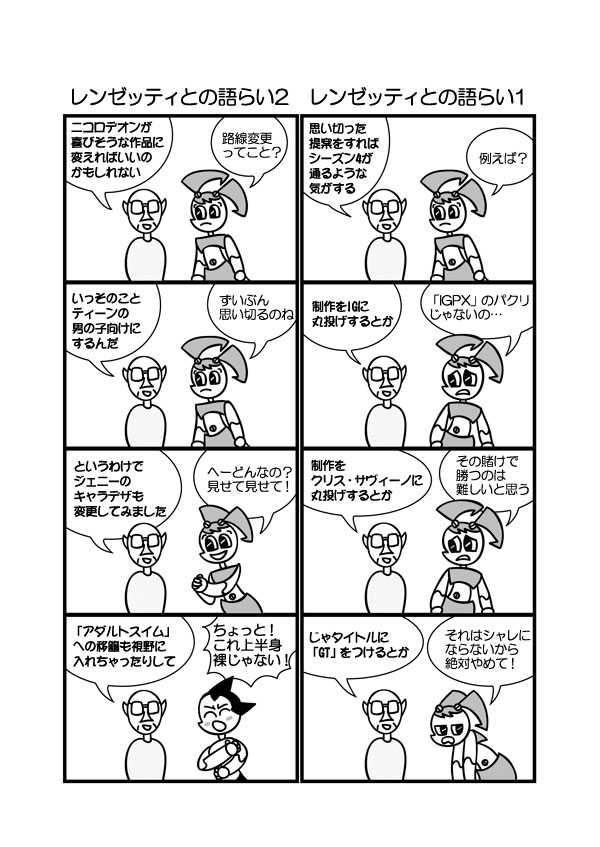 レンゼッティとの語らい1
思い切った
提案をすれば
シーズン4が
通るような
気がする
例えば?
制作をIGに
丸投げするとか
「IGPX」のパクリ
じゃないの…
制作を
クリス・サヴィーノに
丸投げするとか
その賭けで
勝つのは
難しいと思う
じゃタイトルに
「GT」をつけるとか
それはシャレに
ならないから
絶対やめて!
レンゼッティとの語らい2
ニコロデオンが
喜びそうな作品に
変えればいいの
かもしれない
路線変更
ってこと?
いっそのこと
ティーンの
男の子向けに
するんだ
ずいぶん
思い切るのね
というわけで
ジェニーの
キャラデザも
変更してみました
へーどんなの?
見せて見せて!
「アダルトスイム」
への移籍も視野に
入れちゃったりして
ちょっと!
これ上半身
裸じゃない!